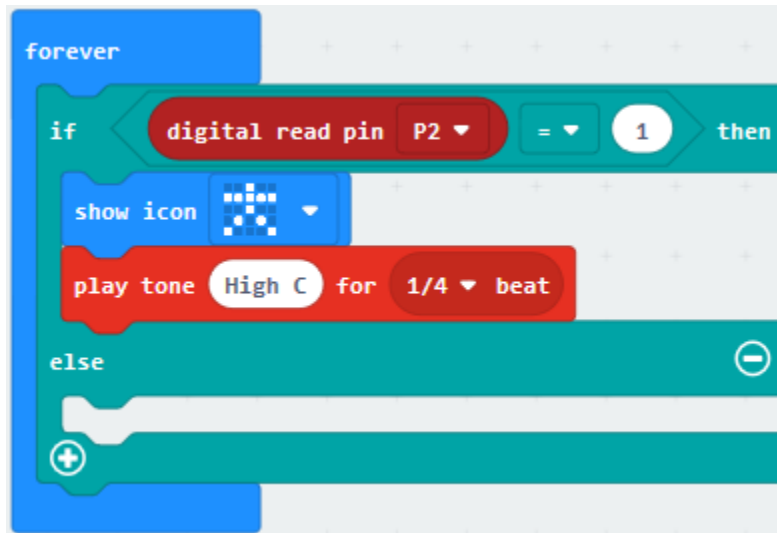 forever
if digital read pin P2 = 1 then
show icon
play tone High C for 1/4 beat
else